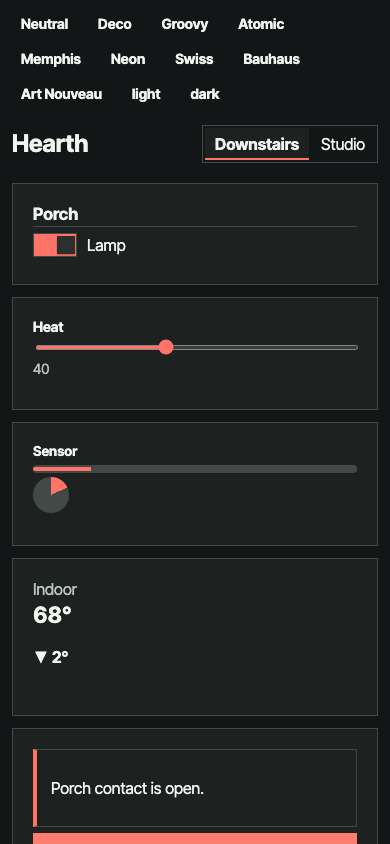 Neutral Deco Groovy Atomic
Memphis Neon Swiss Bauhaus
Art Nouveau light dark
Hearth Downstairs Studio
Porch
Lamp
Heat
40
Sensor
Indoor
68°
▼ 2°
Porch contact is open.